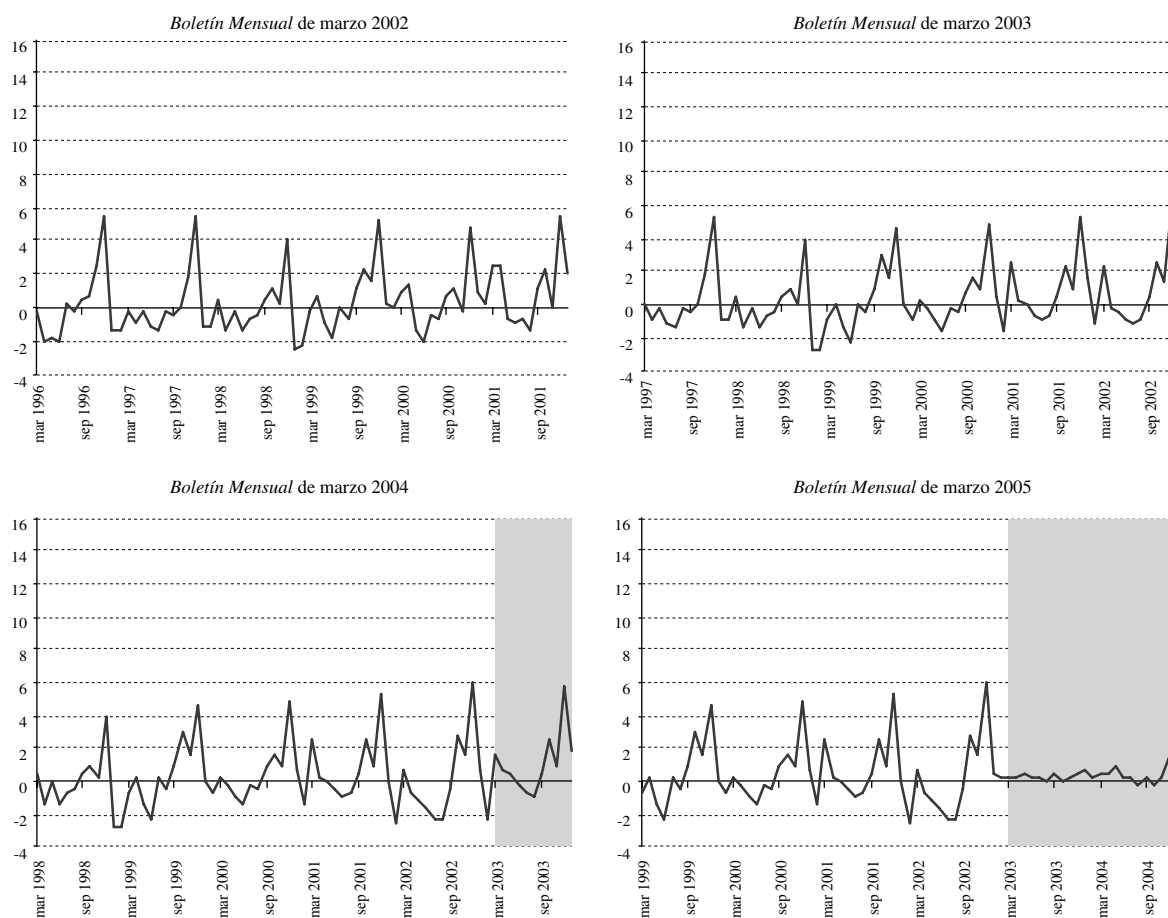 Boletín Mensual de marzo 2002
16
14
12
10
8
6
4
2
0
-2
-4
mar 1996
sep 1996
mar 1997
sep 1997
mar 1998
sep 1998
mar 1999
sep 1999
mar 2000
sep 2000
mar 2001
sep 2001
Boletín Mensual de marzo 2003
16
14
12
10
8
6
4
2
0
-2
-4
mar 1997
sep 1997
mar 1998
sep 1998
mar 1999
sep 1999
mar 2000
sep 2000
mar 2001
sep 2001
mar 2002
sep 2002
Boletín Mensual de marzo 2004
16
14
12
10
8
6
4
2
0
-2
-4
mar 1998
sep 1998
mar 1999
sep 1999
mar 2000
sep 2000
mar 2001
sep 2001
mar 2002
sep 2002
mar 2003
sep 2003
Boletín Mensual de marzo 2005
16
14
12
10
8
6
4
2
0
-2
-4
mar 1999
sep 1999
mar 2000
sep 2000
mar 2001
sep 2001
mar 2002
sep 2002
mar 2003
sep 2003
mar 2004
sep 2004